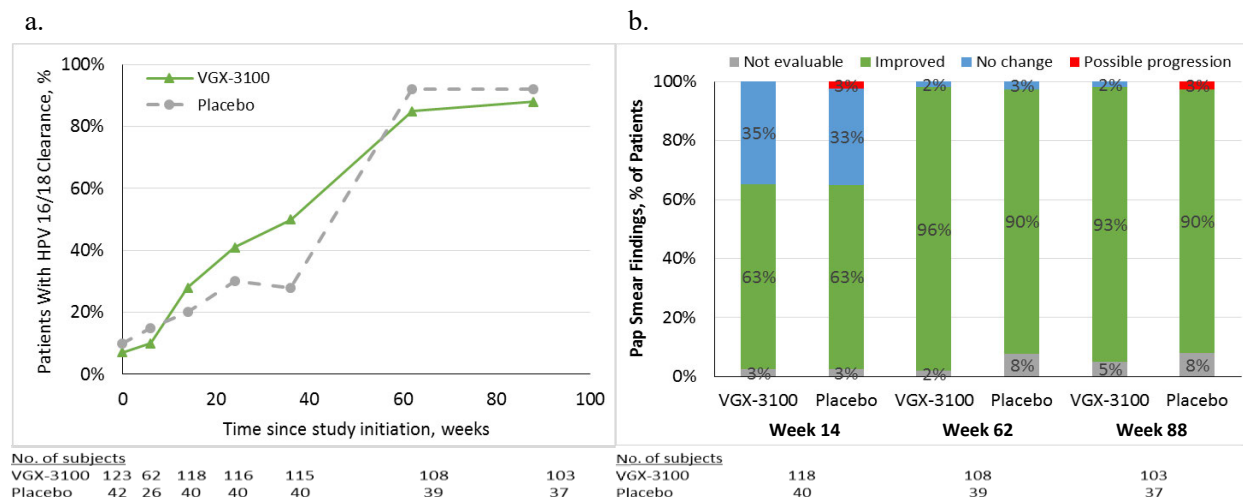 a.
VGX-3100
Placebo
Patients With HPV 16/18 Clearance, %
100%
80%
60%
40%
20%
0%
0 20 40 60 80 100
Time since study initiation, weeks
No. of subjects
VGX-3100 123 62 118 116 115 108 103
Placebo 42 26 40 40 40 39 37
b.
Not evaluable Improved No change Possible progression
Pap Smear Findings, % of Patients
100%
80%
60%
40%
20%
0%
3% 2% 3% 2% 3%
35% 33%
96% 90% 93% 90%
63% 63%
3% 3% 2% 8% 5% 8%
VGX-3100 Placebo VGX-3100 Placebo VGX-3100 Placebo
Week 14 Week 62 Week 88
No. of subjects
VGX-3100 118 108 103
Placebo 40 39 37